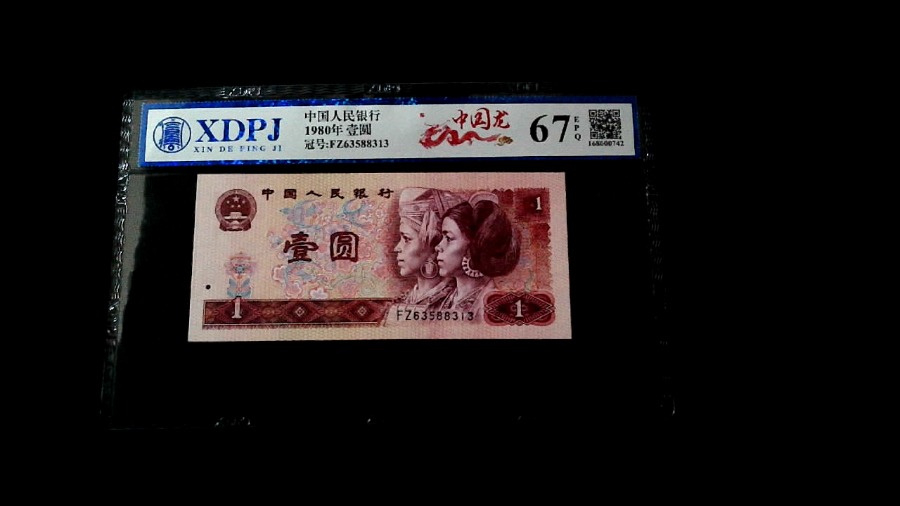 XDPJ
XIN DE PING JI
中国人民银行
1980年 壹圆
冠号:FZ63588313
中国龙
67
EPQ
168600742
中国人民银行
1
壹圆
1
FZ63588313
1